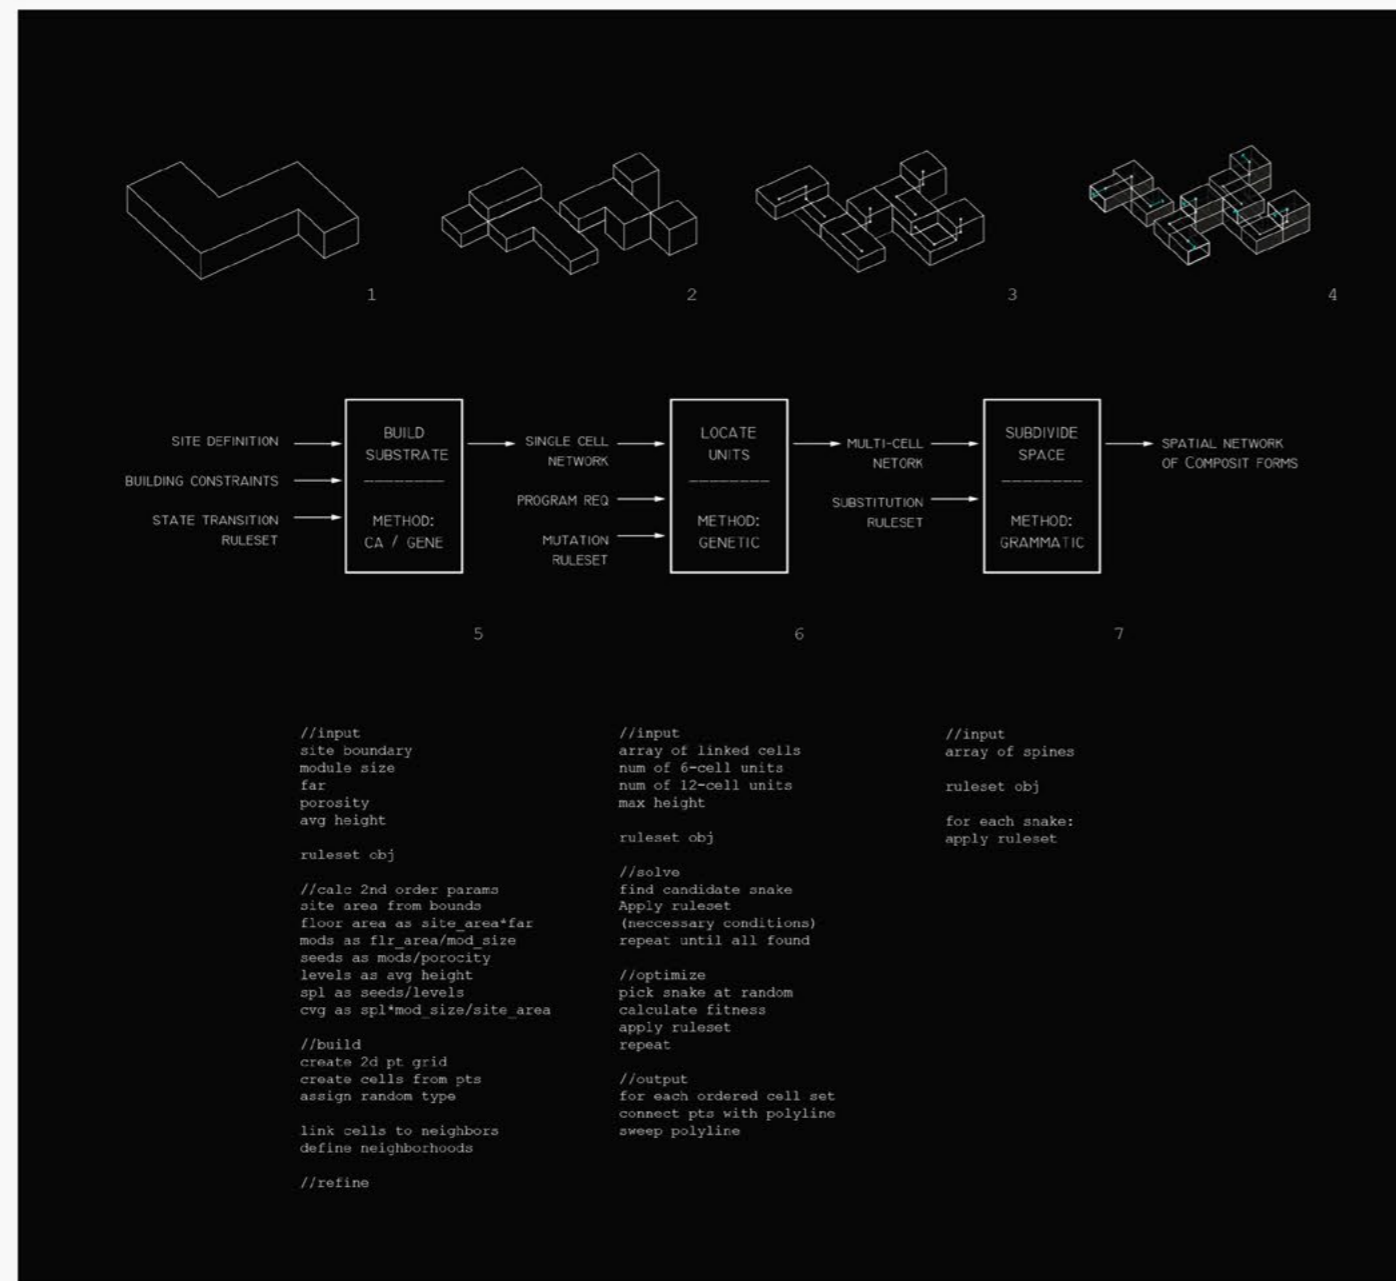 1
2
3
4
SITE DEFINITION
BUILDING CONSTRAINTS
STATE TRANSITION
RULESET
BUILD
SUBSTRATE
--------
METHOD:
CA / GENE
SINGLE CELL
NETWORK
PROGRAM REQ
MUTATION
RULESET
LOCATE
UNITS
--------
METHOD:
GENETIC
MULTI-CELL
NETORK
SUBSTITUTION
RULESET
SUBDIVIDE
SPACE
--------
METHOD:
GRAMMATIC
SPATIAL NETWORK
OF COMPOSIT FORMS
5
6
7
//input
site boundary
module size
far
porosity
avg height
ruleset obj
//calc 2nd order params
site area from bounds
floor area as site_area*far
mods as flr_area/mod_size
seeds as mods/porocity
levels as avg height
spl as seeds/levels
cvg as spl*mod_size/site_area
//build
create 2d pt grid
create cells from pts
assign random type
link cells to neighbors
define neighborhoods
//refine
//input
array of linked cells
num of 6-cell units
num of 12-cell units
max height
ruleset obj
//solve
find candidate snake
Apply ruleset
(neccessary conditions)
repeat until all found
//optimize
pick snake at random
calculate fitness
apply ruleset
repeat
//output
for each ordered cell set
connect pts with polyline
sweep polyline
//input
array of spines
ruleset obj
for each snake:
apply ruleset